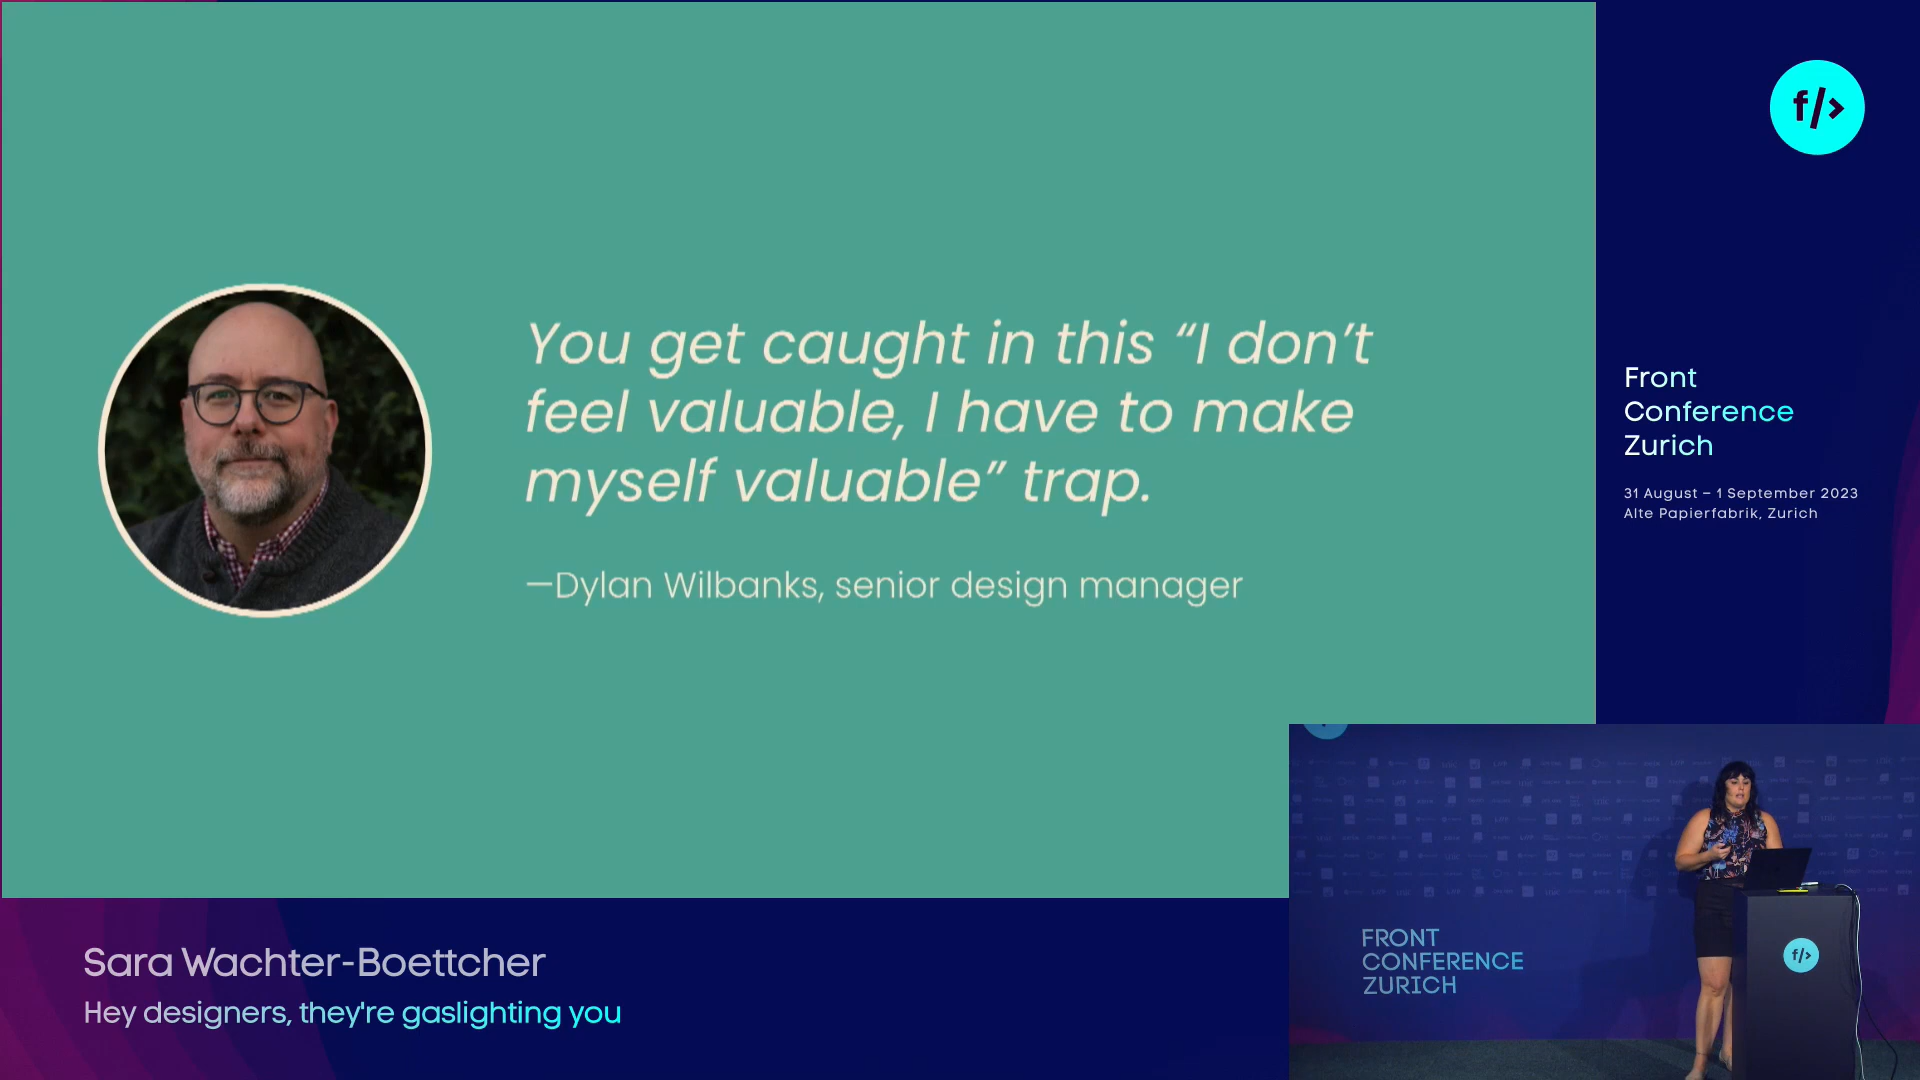 f/>
You get caught in this “I don’t
feel valuable, I have to make
myself valuable” trap.
—Dylan Wilbanks, senior design manager
Front
Conference
Zurich
31 August – 1 September 2023
Alte Papierfabrik, Zurich
FRONT
CONFERENCE
ZURICH
f/>
Sara Wachter-Boettcher
Hey designers, they're gaslighting you